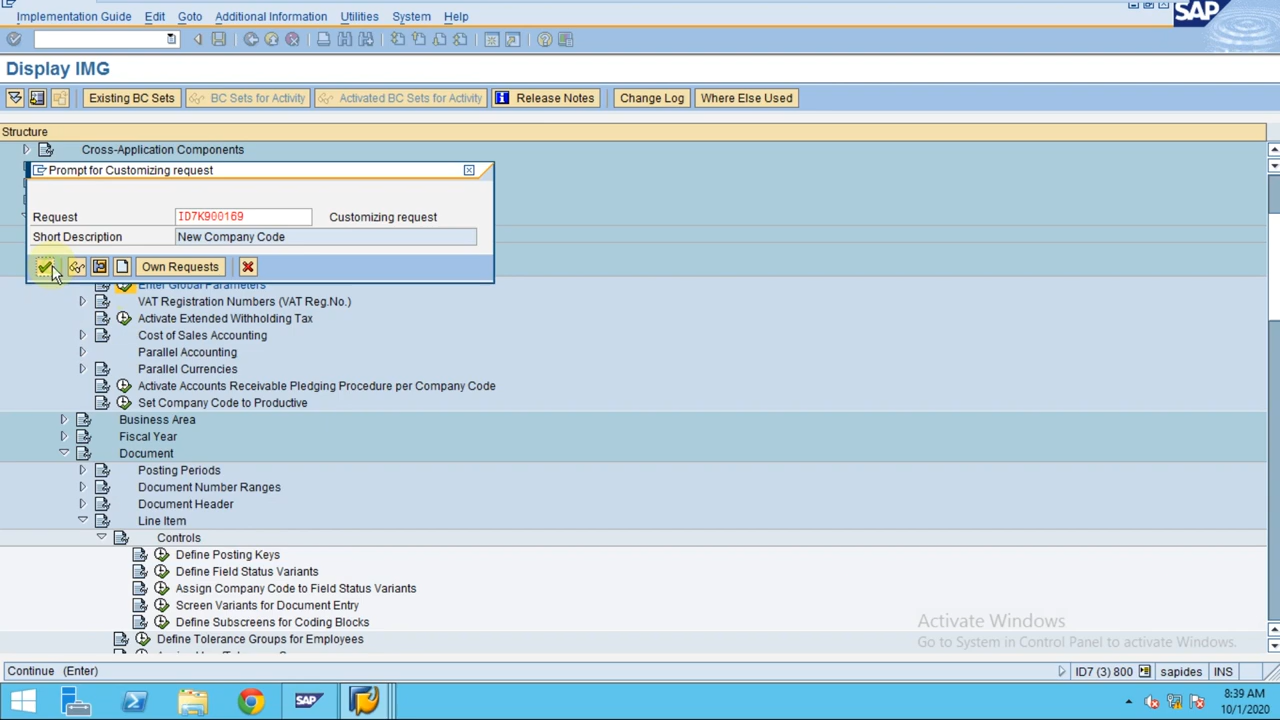 Implementation Guide Edit Goto Additional Information Utilities System Help
SAP
Display IMG
Existing BC Sets BC Sets for Activity Activated BC Sets for Activity Release Notes Change Log Where Else Used
Structure
Cross-Application Components
Prompt for Customizing request
Request ID7K900169 Customizing request
Short Description New Company Code
Own Requests
Enter Global Parameters
VAT Registration Numbers (VAT Reg.No.)
Activate Extended Withholding Tax
Cost of Sales Accounting
Parallel Accounting
Parallel Currencies
Activate Accounts Receivable Pledging Procedure per Company Code
Set Company Code to Productive
Business Area
Fiscal Year
Document
Posting Periods
Document Number Ranges
Document Header
Line Item
Controls
Define Posting Keys
Define Field Status Variants
Assign Company Code to Field Status Variants
Screen Variants for Document Entry
Define Subscreens for Coding Blocks
Define Tolerance Groups for Employees
Activate Windows
Go to System in Control Panel to activate Windows.
Continue (Enter) ID7 (3) 800 sapides INS
SAP
8:39 AM
10/1/2020